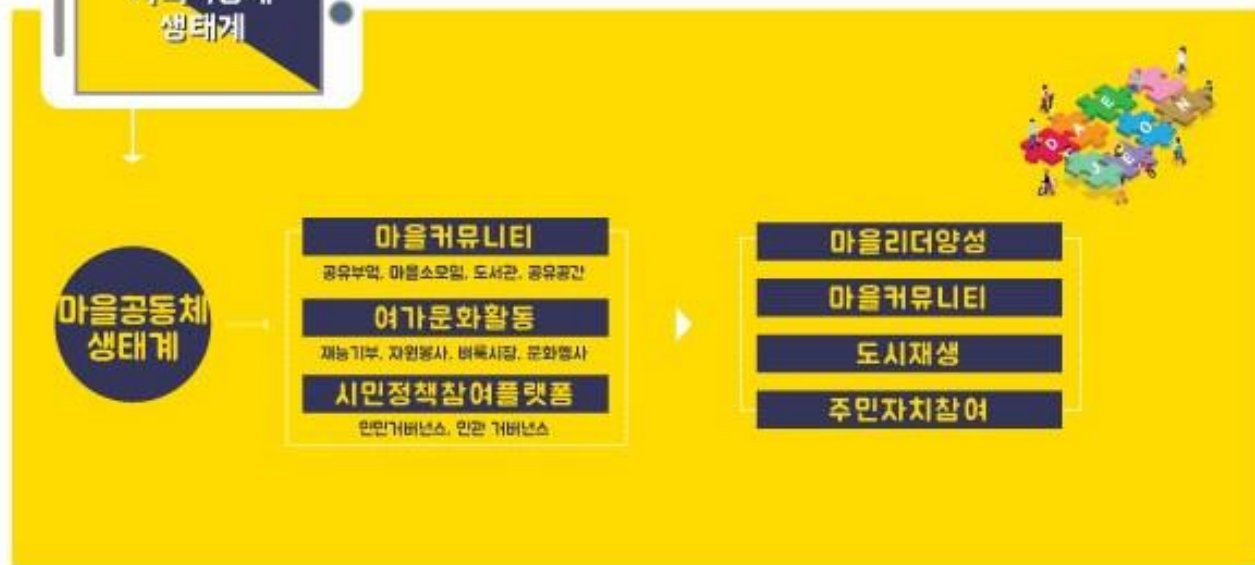 생태계
마을공동체
생태계
마을커뮤니티
공유부엌, 마을소모임, 도서관, 공유공간
여가문화활동
재능기부, 자원봉사, 벼룩시장, 문화행사
시민정책참여플랫폼
민민거버넌스, 민관 거버넌스
마을리더양성
마을커뮤니티
도시재생
주민자치참여
DAEJEON